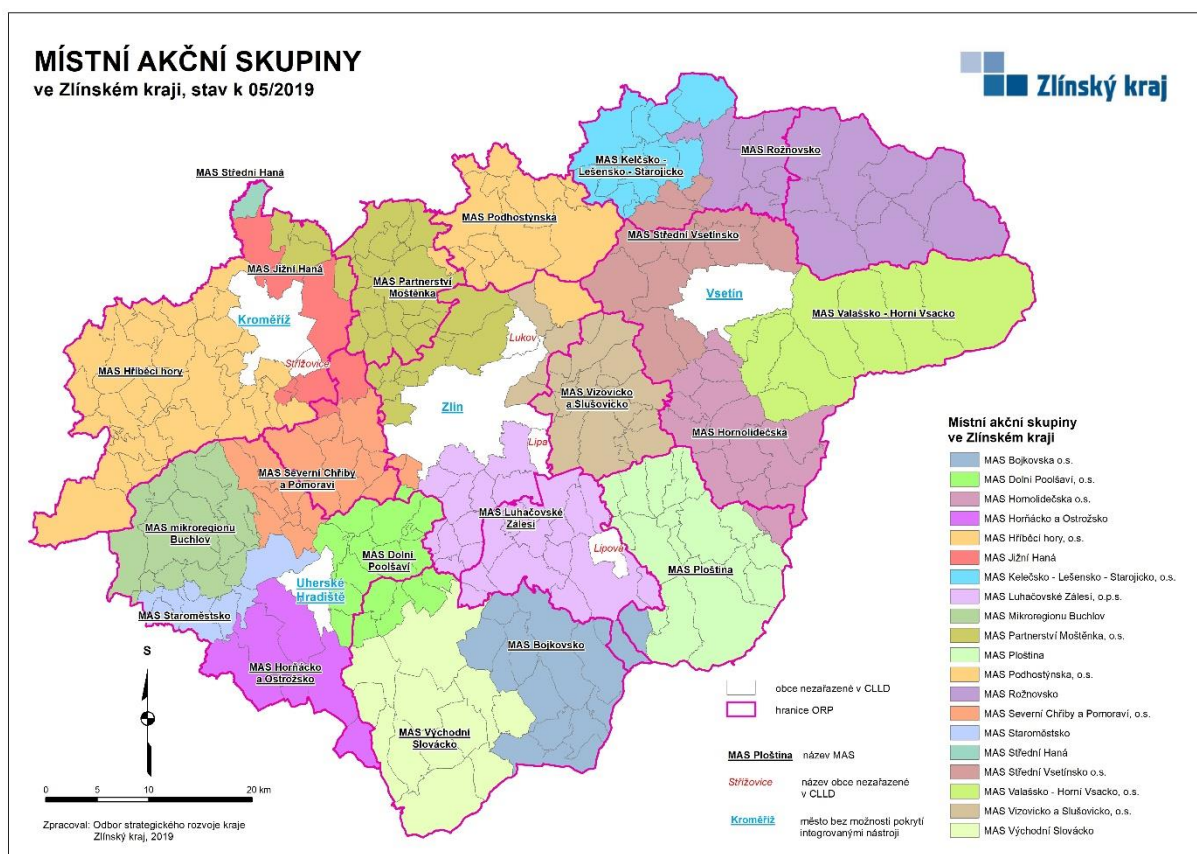 MÍSTNÍ AKČNÍ SKUPINY
ve Zlínském kraji, stav k 05/2019
Zlínský kraj
MAS Rožnovsko
MAS Kelčsko -
Lešensko - Starojicko
MAS Střední Haná
MAS Podhostýnska
MAS Střední Vsetínsko
MAS Jižní Haná
MAS Partnerství
Moštěnka
Vsetín
MAS Valašsko - Horní Vsacko
Kroměříž
Lukov
Střížovice
MAS Hříběcí hory
MAS Vizovicko
a Slušovicko
Zlín
MAS Hornolidečská
Lípa
MAS Severní Chřiby
a Pomoraví
MAS Luhačovské
Zálesí
MAS mikroregionu
Buchlov
Lipová
MAS Dolní
Poolšaví
MAS Ploština
Uherské
Hradiště
MAS Staroměstsko
MAS Bojkovsko
MAS Horňácko
a Ostrožsko
MAS Východní
Slovácko
S
0 5 10 20 km
Zpracoval: Odbor strategického rozvoje kraje
Zlínský kraj, 2019
obce nezařazené v CLLD
hranice ORP
MAS Ploština název MAS
Střížovice název obce nezařazené
v CLLD
Kroměříž město bez možnosti pokrytí
integrovanými nástroji
Místní akční skupiny
ve Zlínském kraji
MAS Bojkovska o.s.
MAS Dolní Poolšaví, o.s.
MAS Hornolidečska o.s.
MAS Horňácko a Ostrožsko
MAS Hříběcí hory, o.s.
MAS Jižní Haná
MAS Kelečsko - Lešensko - Starojicko, o.s.
MAS Luhačovské Zálesí, o.p.s.
MAS Mikroregionu Buchlov
MAS Partnerství Moštěnka, o.s.
MAS Ploština
MAS Podhostýnska, o.s.
MAS Rožnovsko
MAS Severní Chřiby a Pomoraví, o.s.
MAS Staroměstsko
MAS Střední Haná
MAS Střední Vsetínsko o.s.
MAS Valašsko - Horní Vsacko, o.s.
MAS Vizovicko a Slušovicko, o.s.
MAS Východní Slovácko